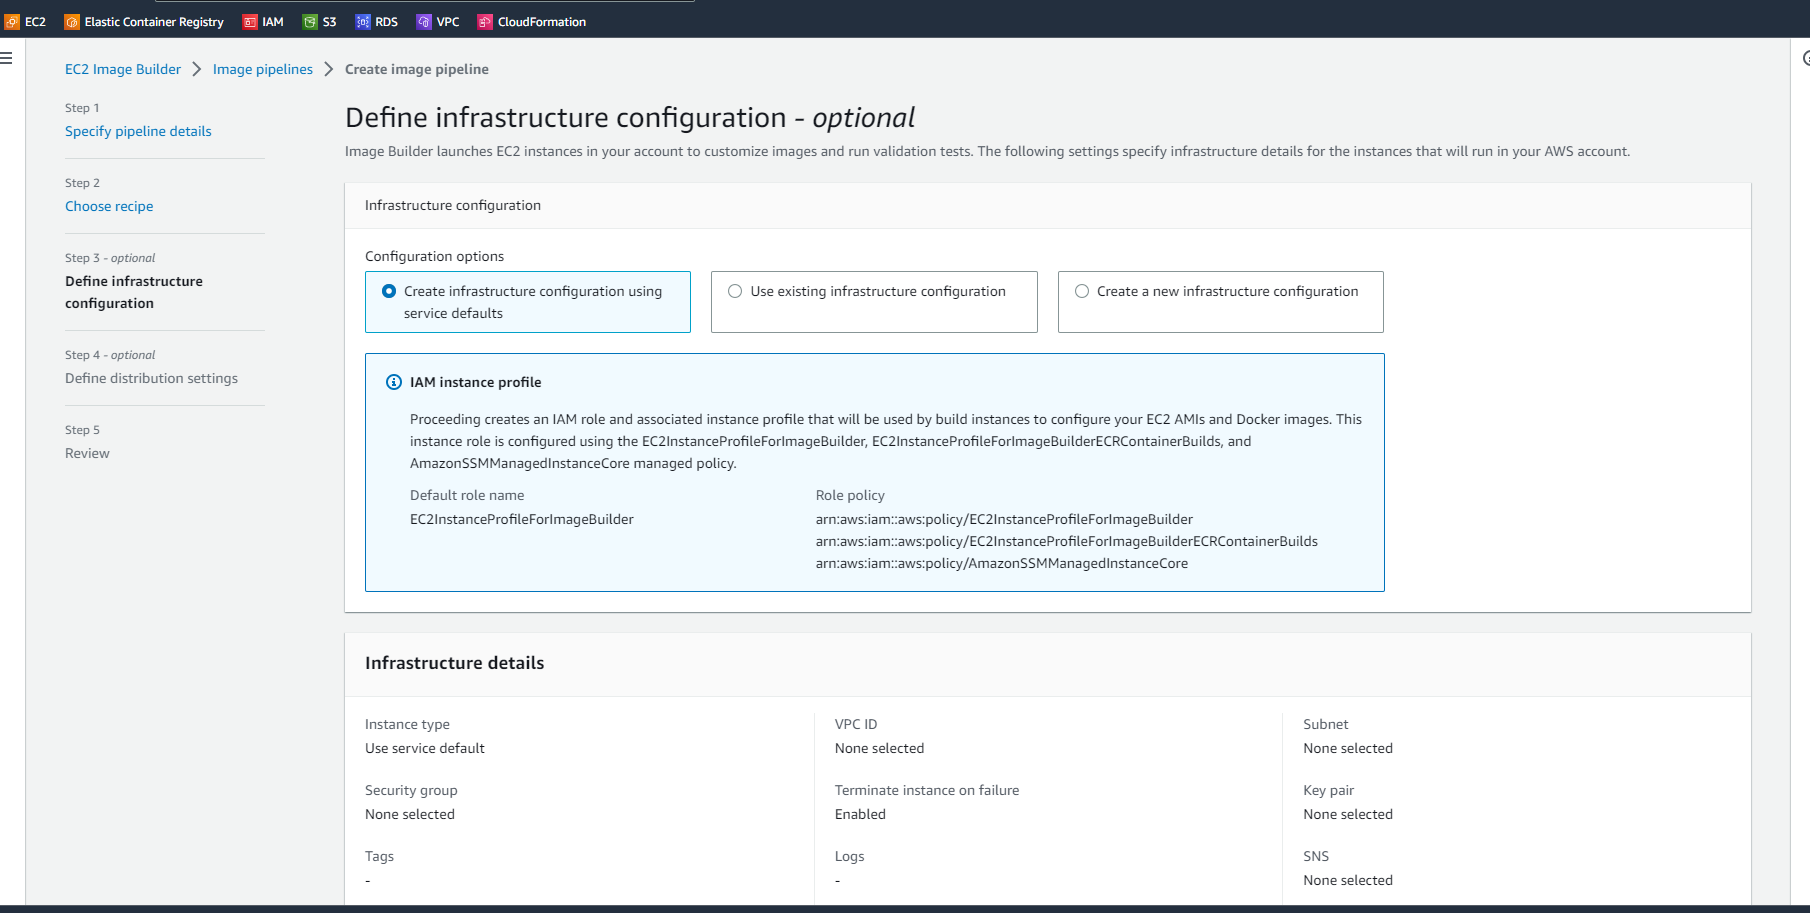 EC2 Elastic Container Registry IAM S3 RDS VPC CloudFormation
EC2 Image Builder Image pipelines Create image pipeline
Step 1
Specify pipeline details
Step 2
Choose recipe
Step 3 - optional
Define infrastructure
configuration
Step 4 - optional
Define distribution settings
Step 5
Review
Define infrastructure configuration - optional
Image Builder launches EC2 instances in your account to customize images and run validation tests. The following settings specify infrastructure details for the instances that will run in your AWS account.
Infrastructure configuration
Configuration options
Create infrastructure configuration using
service defaults
Use existing infrastructure configuration
Create a new infrastructure configuration
IAM instance profile
Proceeding creates an IAM role and associated instance profile that will be used by build instances to configure your EC2 AMIs and Docker images. This
instance role is configured using the EC2InstanceProfileForImageBuilder, EC2InstanceProfileForImageBuilderECRContainerBuilds, and
AmazonSSMManagedInstanceCore managed policy.
Default role name
EC2InstanceProfileForImageBuilder
Role policy
arn:aws:iam::aws:policy/EC2InstanceProfileForImageBuilder
arn:aws:iam::aws:policy/EC2InstanceProfileForImageBuilderECRContainerBuilds
arn:aws:iam::aws:policy/AmazonSSMManagedInstanceCore
Infrastructure details
Instance type
Use service default
Security group
None selected
Tags
-
VPC ID
None selected
Terminate instance on failure
Enabled
Logs
-
Subnet
None selected
Key pair
None selected
SNS
None selected